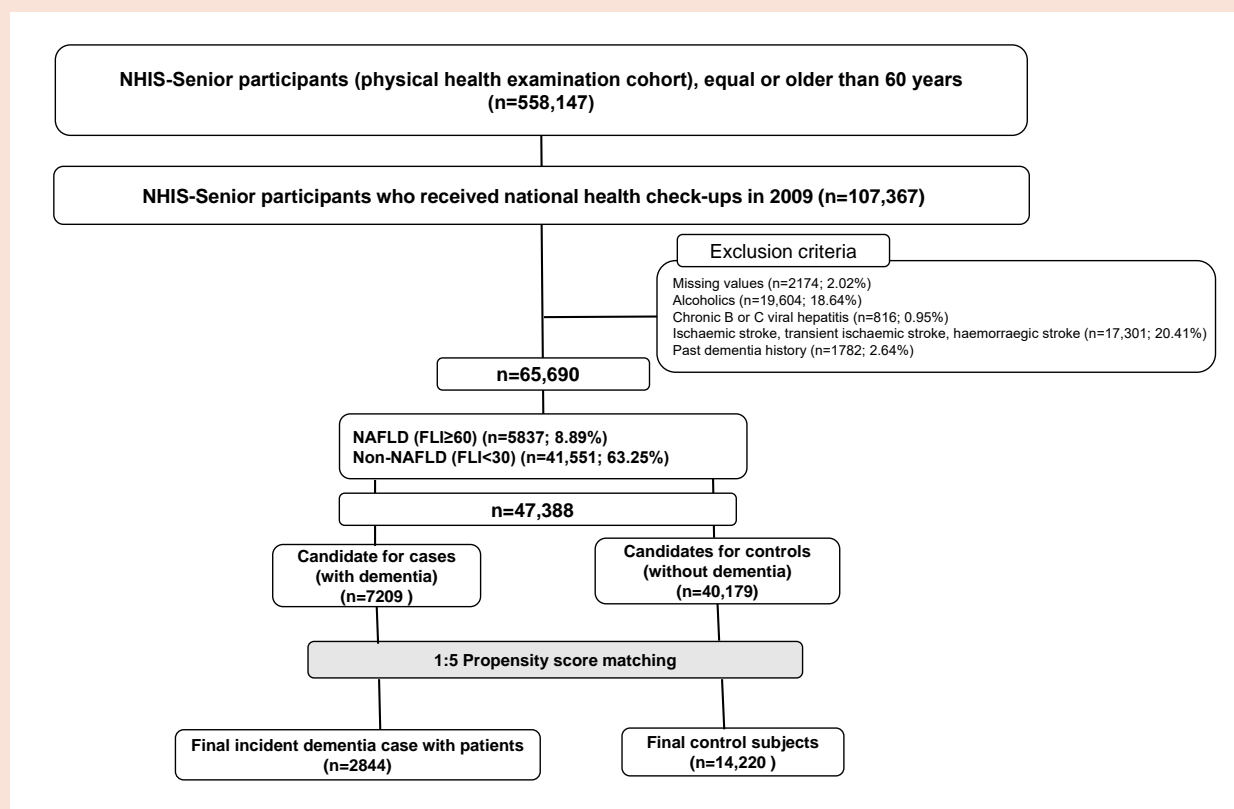 NHIS-Senior participants (physical health examination cohort), equal or older than 60 years
(n=558,147)
NHIS-Senior participants who received national health check-ups in 2009 (n=107,367)
Exclusion criteria
Missing values (n=2174; 2.02%)
Alcoholics (n=19,604; 18.64%)
Chronic B or C viral hepatitis (n=816; 0.95%)
Ischaemic stroke, transient ischaemic stroke, haemorraegic stroke (n=17,301; 20.41%)
Past dementia history (n=1782; 2.64%)
n=65,690
NAFLD (FLI≥60) (n=5837; 8.89%)
Non-NAFLD (FLI<30) (n=41,551; 63.25%)
n=47,388
Candidate for cases
(with dementia)
(n=7209 )
Candidates for controls
(without dementia)
(n=40,179)
1:5 Propensity score matching
Final incident dementia case with patients
(n=2844)
Final control subjects
(n=14,220 )